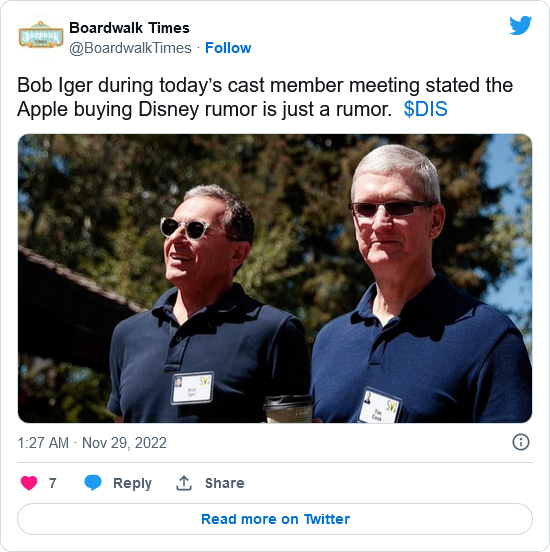 Boardwalk Times
@BoardwalkTimes · Follow
Bob Iger during today’s cast member meeting stated the
Apple buying Disney rumor is just a rumor. $DIS
Bob
Iger
Tim
Cook
1:27 AM · Nov 29, 2022
7 Reply Share
Read more on Twitter